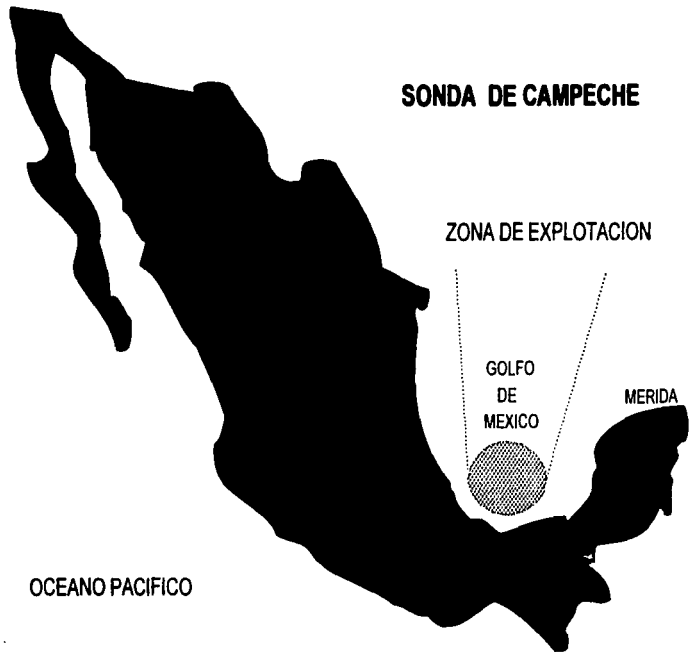 SONDA DE CAMPECHE
ZONA DE EXPLOTACION
GOLFO
DE
MEXICO
MERIDA
OCEANO PACIFICO